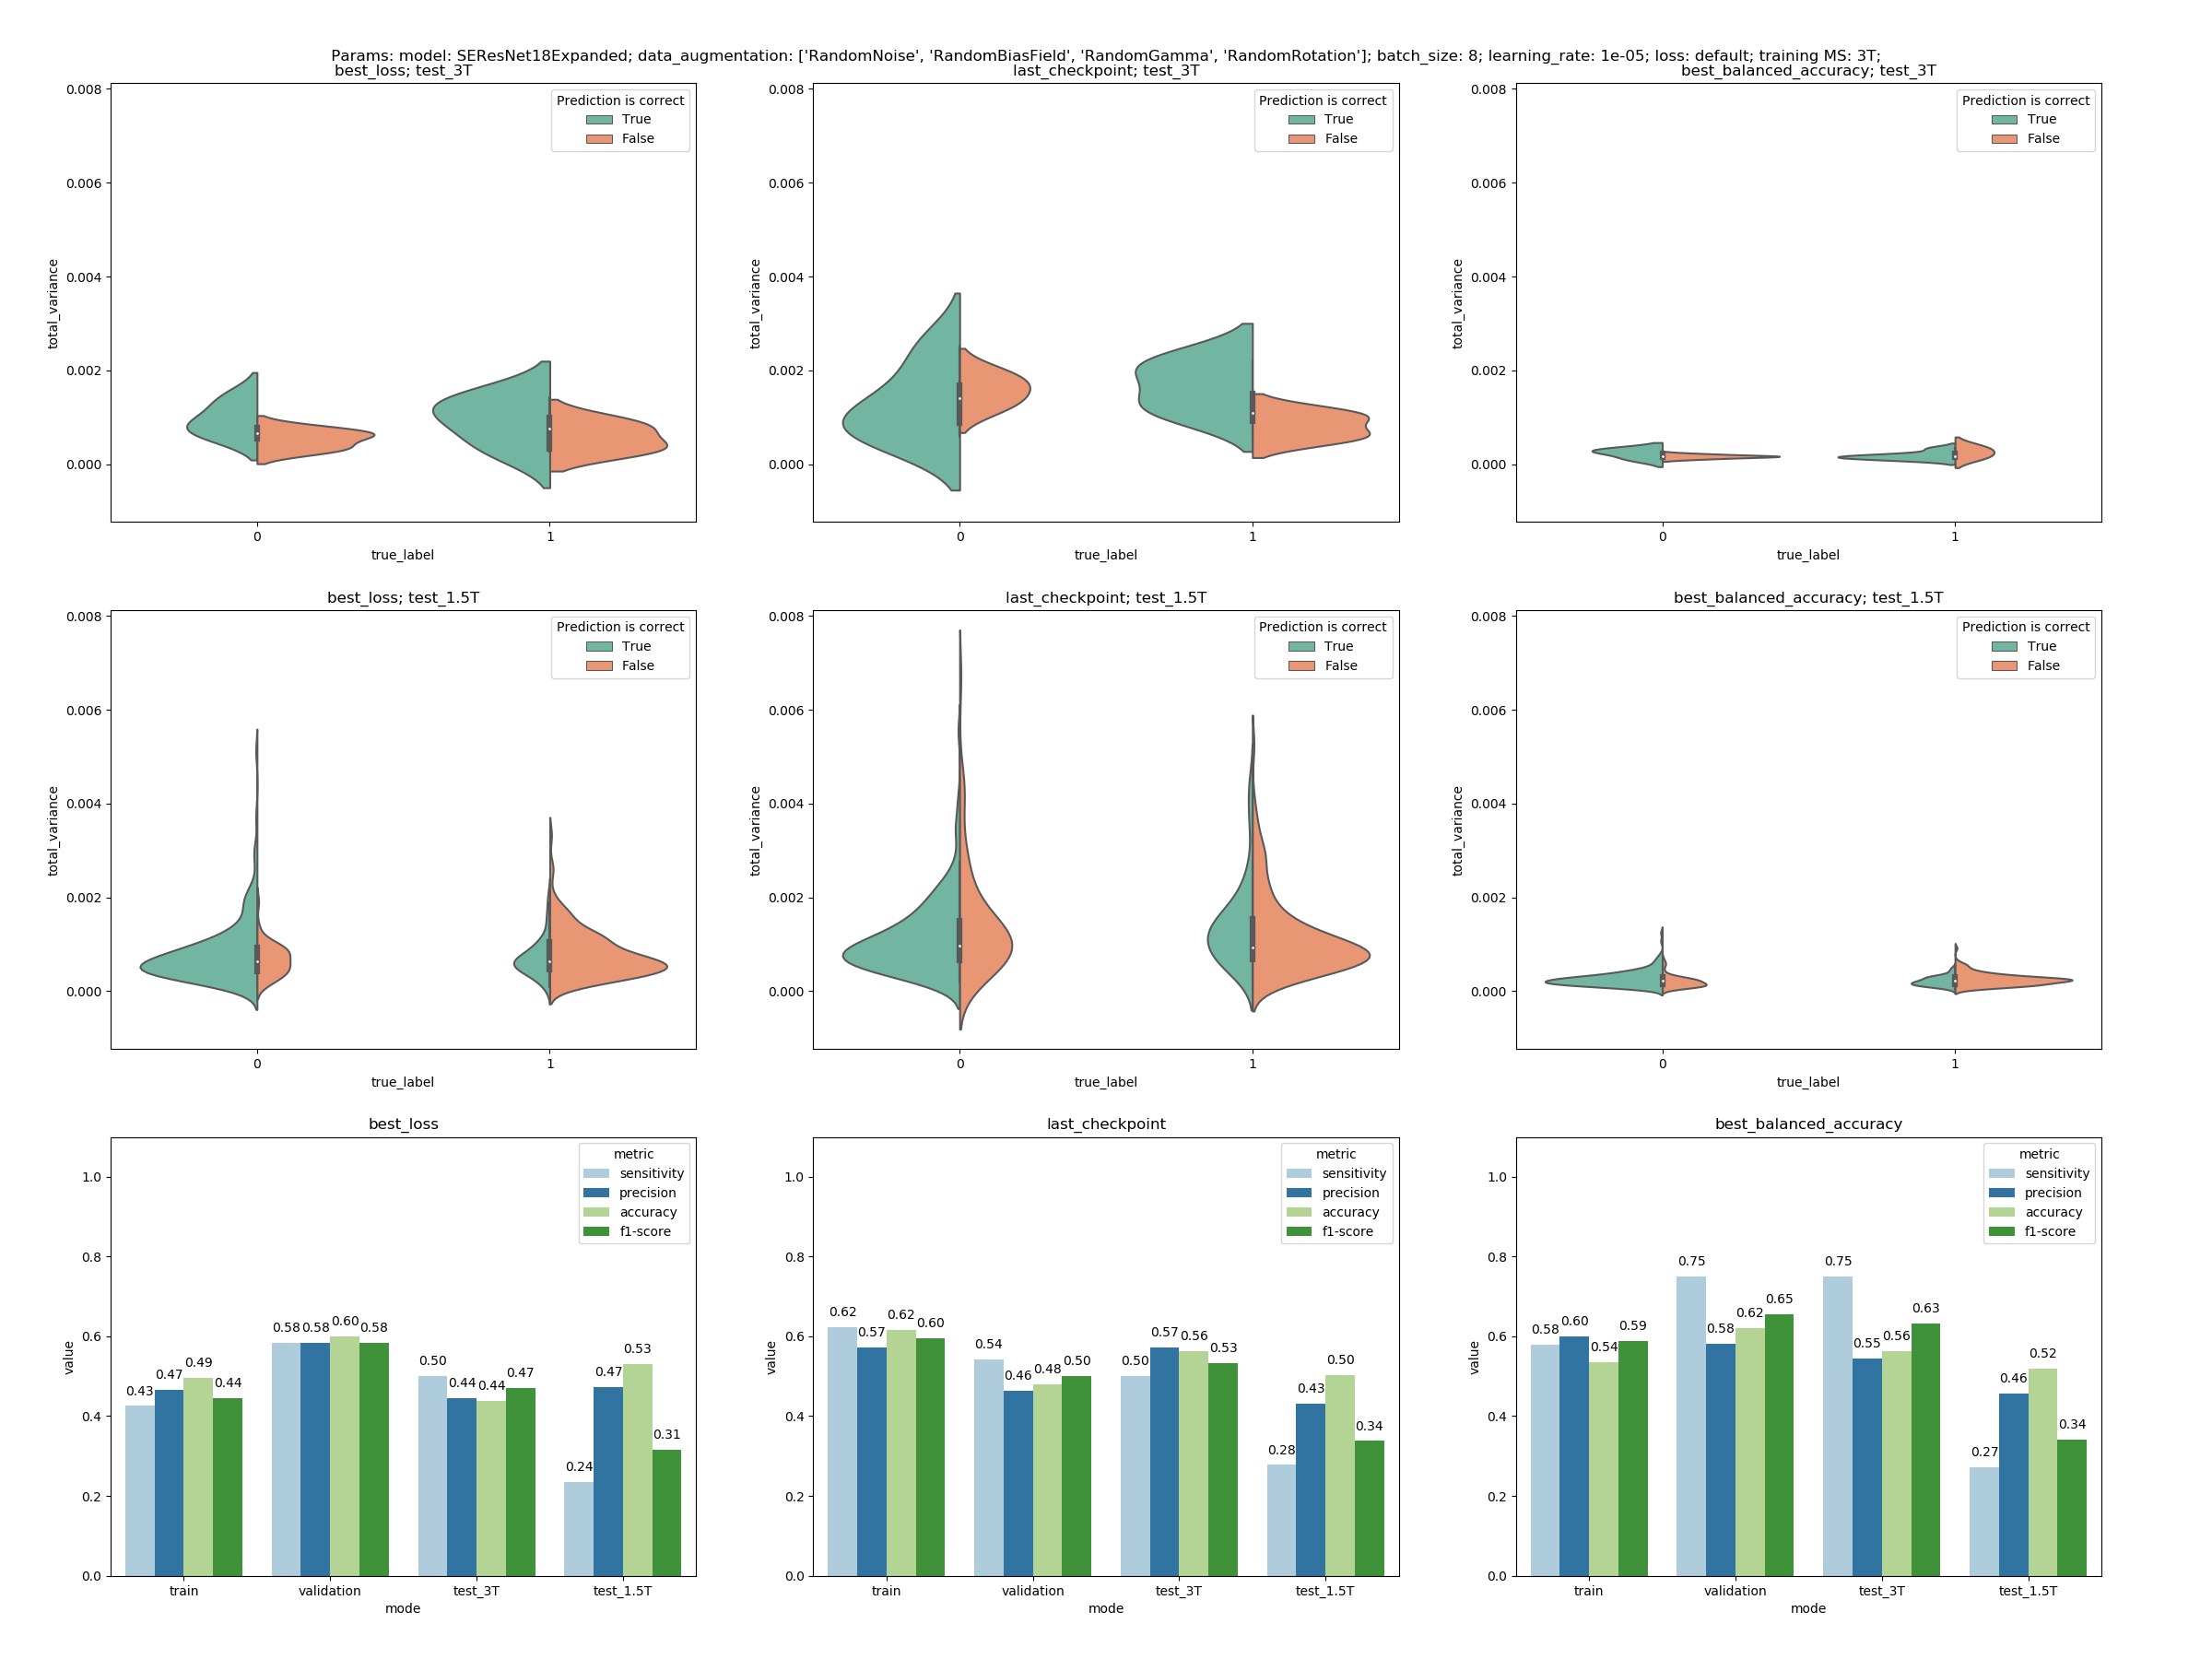 Params: model: SEResNet18Expanded; data_augmentation: ['RandomNoise', 'RandomBiasField', 'RandomGamma', 'RandomRotation']; batch_size: 8; learning_rate: 1e-05; loss: default; training MS: 3T;
best_loss; test_3T
0.008
0.006
0.004
0.002
0.000
total_variance
Prediction is correct
True
False
0 1
true_label
last_checkpoint; test_3T
0.008
0.006
0.004
0.002
0.000
total_variance
Prediction is correct
True
False
0 1
true_label
best_balanced_accuracy; test_3T
0.008
0.006
0.004
0.002
0.000
total_variance
Prediction is correct
True
False
0 1
true_label
best_loss; test_1.5T
0.008
0.006
0.004
0.002
0.000
total_variance
Prediction is correct
True
False
0 1
true_label
last_checkpoint; test_1.5T
0.008
0.006
0.004
0.002
0.000
total_variance
Prediction is correct
True
False
0 1
true_label
best_balanced_accuracy; test_1.5T
0.008
0.006
0.004
0.002
0.000
total_variance
Prediction is correct
True
False
0 1
true_label
best_loss
1.0
0.8
0.6
0.4
0.2
0.0
value
metric
sensitivity
precision
accuracy
f1-score
0.43 0.47 0.49 0.44
0.58 0.58 0.60 0.58
0.50 0.44 0.44 0.47
0.24 0.47 0.53 0.31
train validation test_3T test_1.5T
mode
last_checkpoint
1.0
0.8
0.6
0.4
0.2
0.0
value
metric
sensitivity
precision
accuracy
f1-score
0.62 0.57 0.62 0.60
0.54 0.46 0.48 0.50
0.50 0.57 0.56 0.53
0.28 0.43 0.50 0.34
train validation test_3T test_1.5T
mode
best_balanced_accuracy
1.0
0.8
0.6
0.4
0.2
0.0
value
metric
sensitivity
precision
accuracy
f1-score
0.58 0.60 0.54 0.59
0.75 0.58 0.62 0.65
0.75 0.55 0.56 0.63
0.27 0.46 0.52 0.34
train validation test_3T test_1.5T
mode